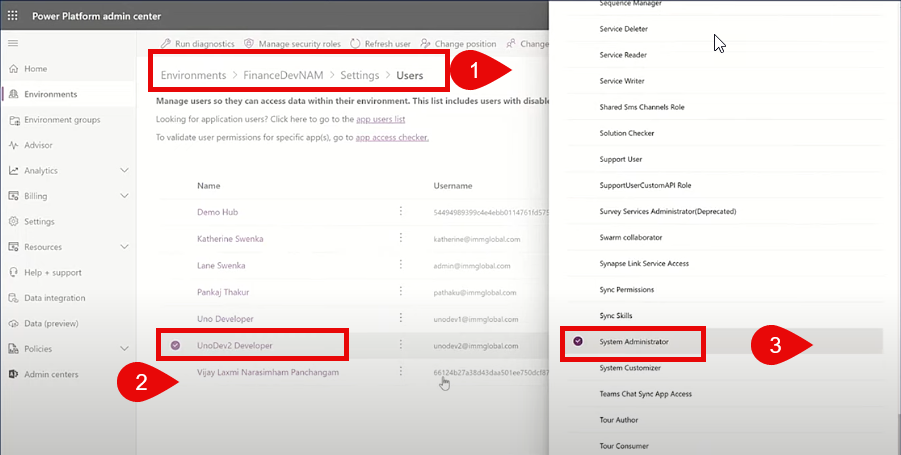 Power Platform admin center
Home
Environments
Environment groups
Advisor
Analytics
Billing
Settings
Resources
Help + support
Data integration
Data (preview)
Policies
Admin centers
Run diagnostics
Manage security roles
Refresh user
Change position
Change
Environments > FinanceDevNAM > Settings > Users
1
Manage users so they can access data within their environment. This list includes users with disable
Looking for application users? Click here to go to the app users list
To validate user permissions for specific app(s), go to app access checker.
Name Username
Demo Hub
Katherine Swenka katherine@immglobal.com
Lane Swenka admin@immglobal.com
Pankaj Thakur pathaku@immglobal.com
Uno Developer unodev1@immglobal.com
UnoDev2 Developer unodev2@immglobal.com
Vijay Laxmi Narasimham Panchangam
2
Sequence Manager
Service Deleter
Service Reader
Service Writer
Shared Sms Channels Role
Solution Checker
Support User
SupportUserCustomAPI Role
Survey Services Administrator(Deprecated)
Swarm collaborator
Synapse Link Service Access
Sync Permissions
Sync Skills
System Administrator
3
System Customizer
Teams Chat Sync App Access
Tour Author
Tour Consumer